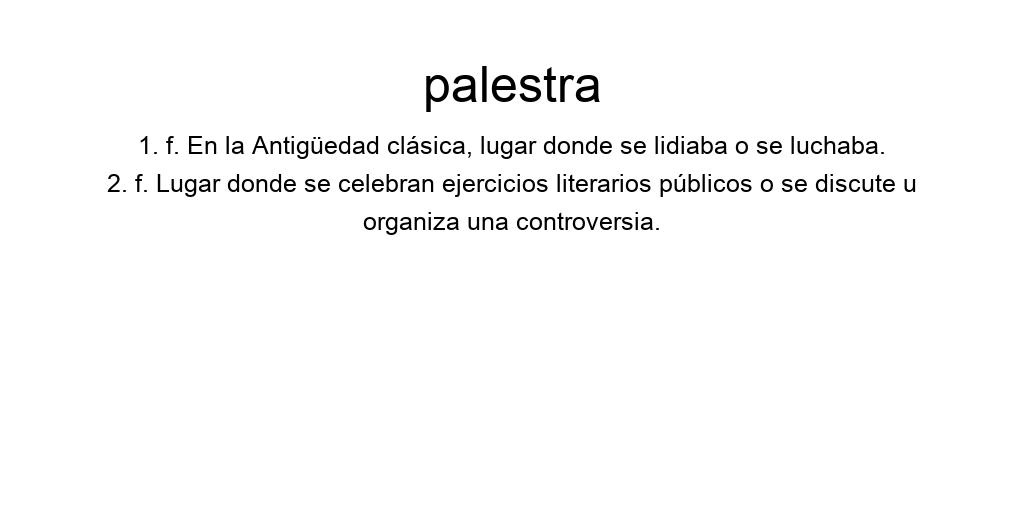 palestra
1. f. En la Antigüedad clásica, lugar donde se lidiaba o se luchaba.
2. f. Lugar donde se celebran ejercicios literarios públicos o se discute u
organiza una controversia.